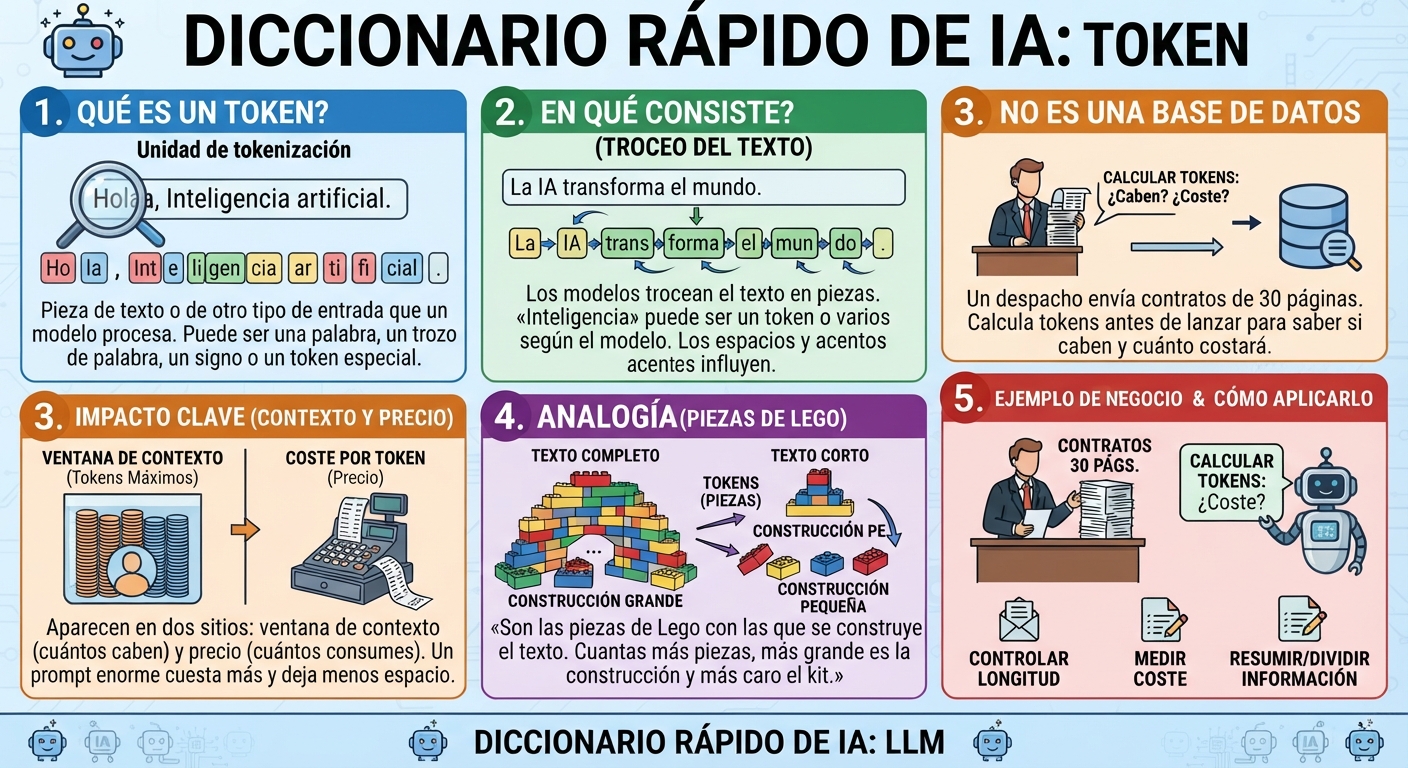 DICCIONARIO RÁPIDO DE IA: TOKEN
1. QUÉ ES UN TOKEN?
Unidad de tokenización
Holaa, Inteligencia artificial.
Ho la , Int e li gen cia ar ti fi cial .
Pieza de texto o de otro tipo de entrada que un
modelo procesa. Puede ser una palabra, un trozo
de palabra, un signo o un token especial.
2. EN QUÉ CONSISTE?
(TROCEO DEL TEXTO)
La IA transforma el mundo.
La IA trans forma el mun do .
Los modelos trocean el texto en piezas.
«Inteligencia» puede ser un token o varios
según el modelo. Los espacios y acentos
acentes influyen.
3. NO ES UNA BASE DE DATOS
CALCULAR TOKENS:
¿Caben? ¿Coste?
Un despacho envía contratos de 30 páginas.
Calcula tokens antes de lanzar para saber si
caben y cuánto costará.
3. IMPACTO CLAVE (CONTEXTO Y PRECIO)
VENTANA DE CONTEXTO
(Tokens Máximos)
COSTE POR TOKEN
(Precio)
Aparecen en dos sitios: ventana de contexto
(cuántos caben) y precio (cuántos consumes). Un
prompt enorme cuesta más y deja menos espacio.
4. ANALOGÍA (PIEZAS DE LEGO)
TEXTO COMPLETO
...
CONSTRUCCIÓN GRANDE
TOKENS
(PIEZAS)
TEXTO CORTO
CONSTRUCCIÓN PE
CONSTRUCCIÓN
PEQUEÑA
«Son las piezas de Lego con las que se construye
el texto. Cuantas más piezas, más grande es la
construcción y más caro el kit.»
5. EJEMPLO DE NEGOCIO & CÓMO APLICARLO
CONTRATOS
30 PÁGS.
CALCULAR
TOKENS:
¿Coste?
CONTROLAR
LONGITUD
MEDIR
COSTE
RESUMIR/DIVIDIR
INFORMACIÓN
IA
DICCIONARIO RÁPIDO DE IA: LLM
IA